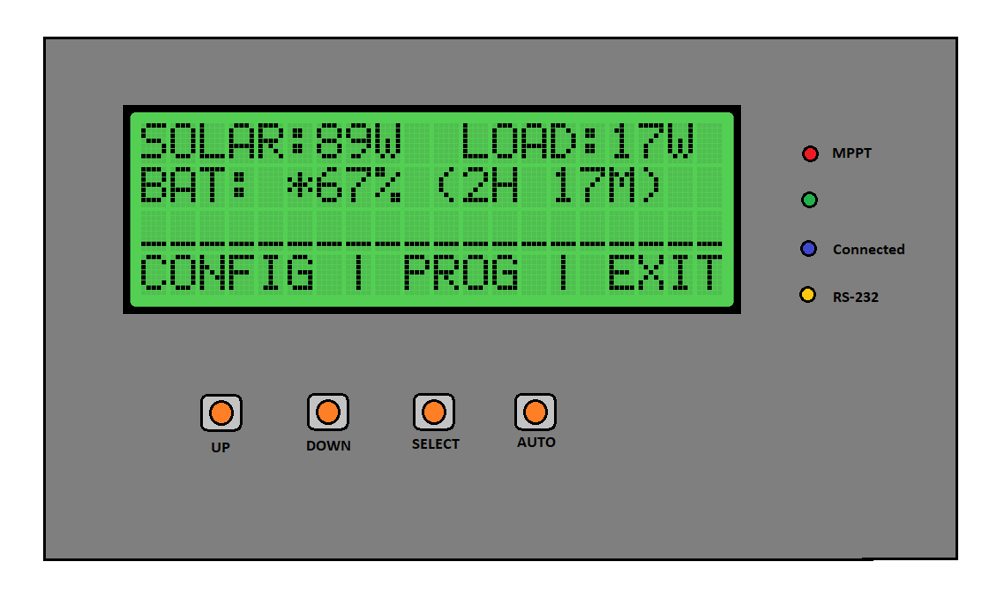 SOLAR:89W  LOAD:17W
BAT: *67% (2H 17M)
____________________
CONFIG | PROG | EXIT
MPPT
Connected
RS-232
UP
DOWN
SELECT
AUTO